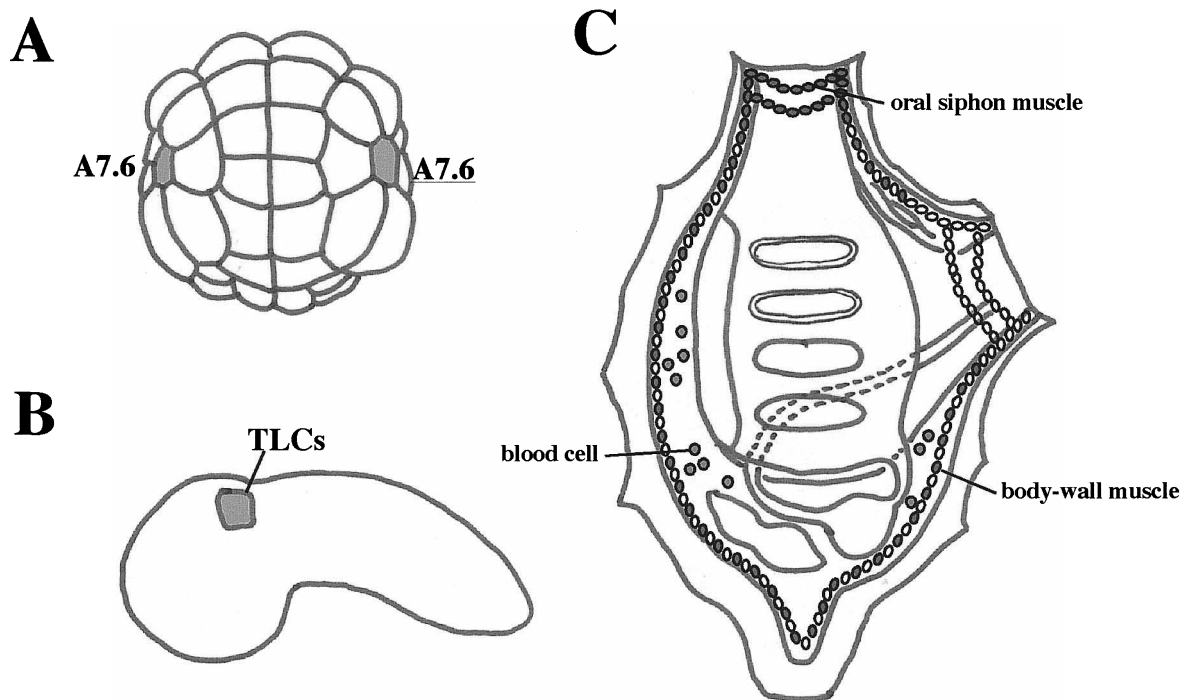 A
A7.6
A7.6
B
TLCs
C
oral siphon muscle
blood cell
body-wall muscle